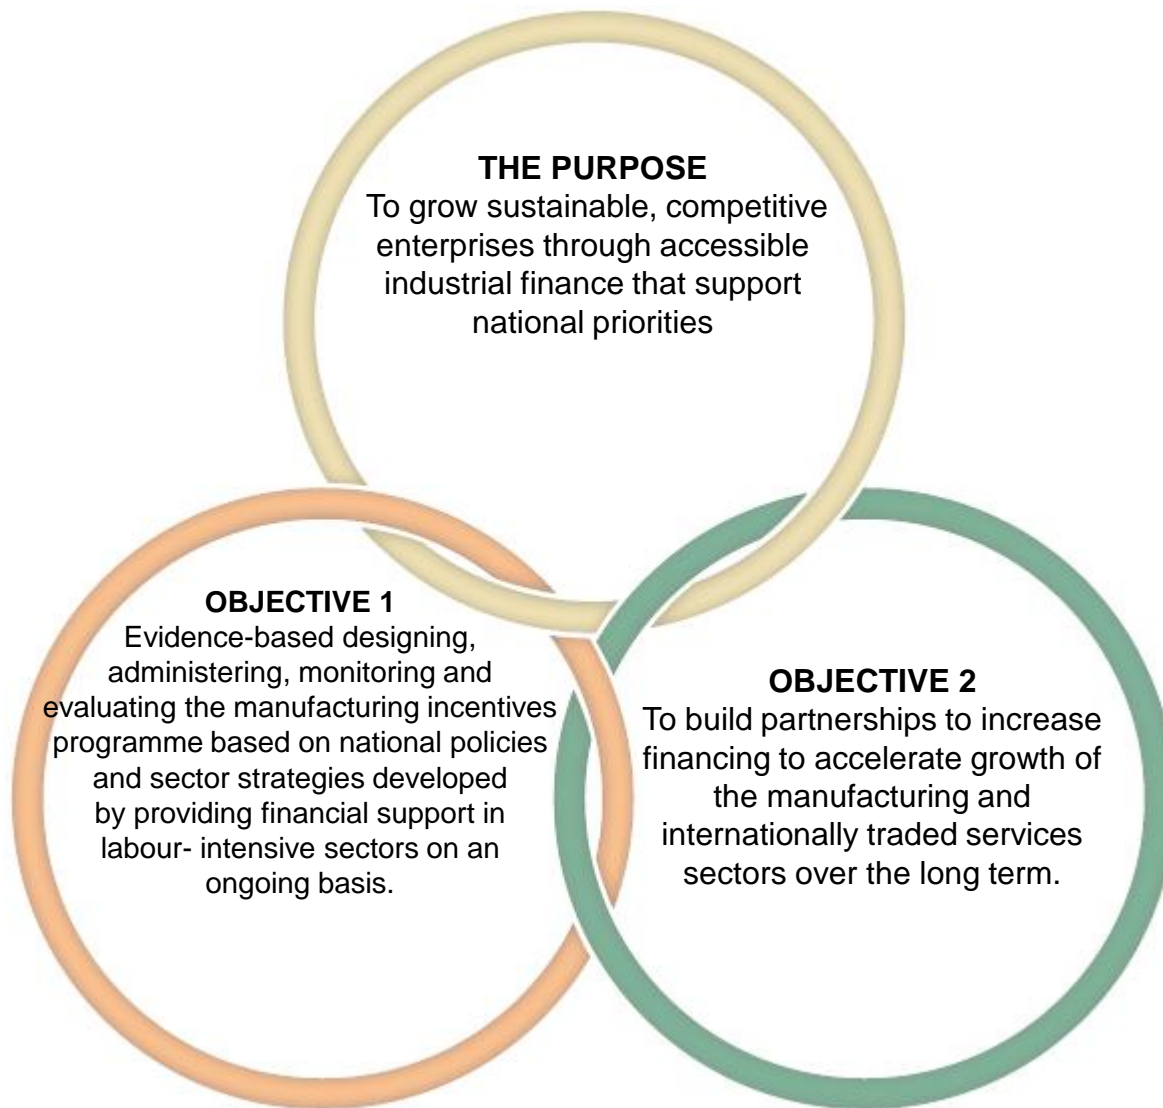 THE PURPOSE
To grow sustainable, competitive
enterprises through accessible
industrial finance that support
national priorities
OBJECTIVE 1
Evidence-based designing,
administering, monitoring and
evaluating the manufacturing incentives
programme based on national policies
and sector strategies developed
by providing financial support in
labour- intensive sectors on an
ongoing basis.
OBJECTIVE 2
To build partnerships to increase
financing to accelerate growth of
the manufacturing and
internationally traded services
sectors over the long term.